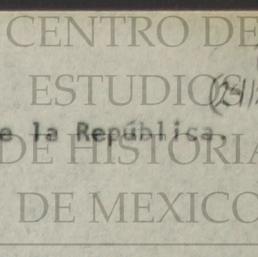 CENTRO DE
ESTUDIOS
e la República.
DE HISTORIA
DE MEXICO